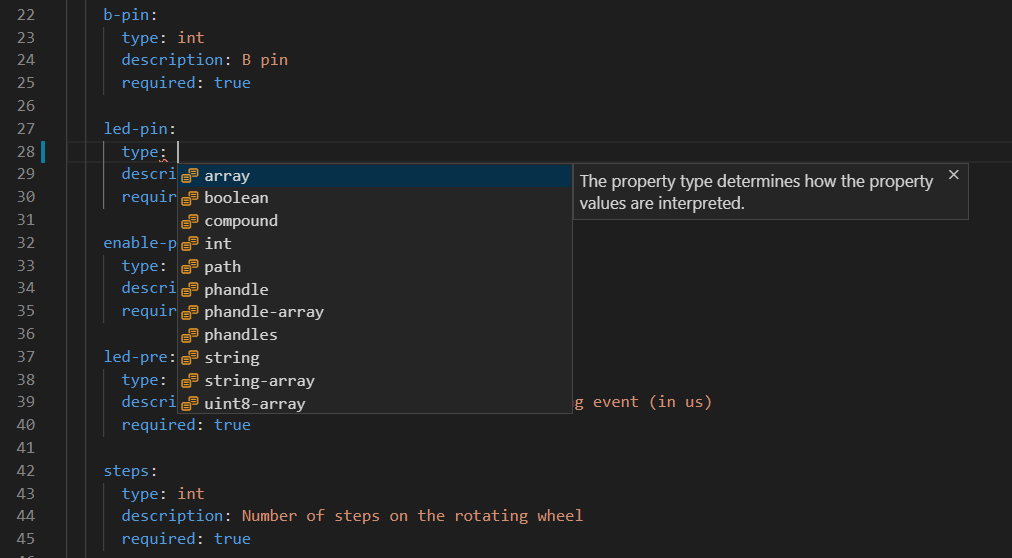 22 b-pin:
23 type: int
24 description: B pin
25 required: true
26
27 led-pin:
28 type:
29 descri
30 requir
31
32 enable-p
33 type:
34 descri
35 requir
36
37 led-pre:
38 type:
39 descri g event (in us)
40 required: true
41
42 steps:
43 type: int
44 description: Number of steps on the rotating wheel
45 required: true
array
boolean
compound
int
path
phandle
phandle-array
phandles
string
string-array
uint8-array
The property type determines how the property
values are interpreted.